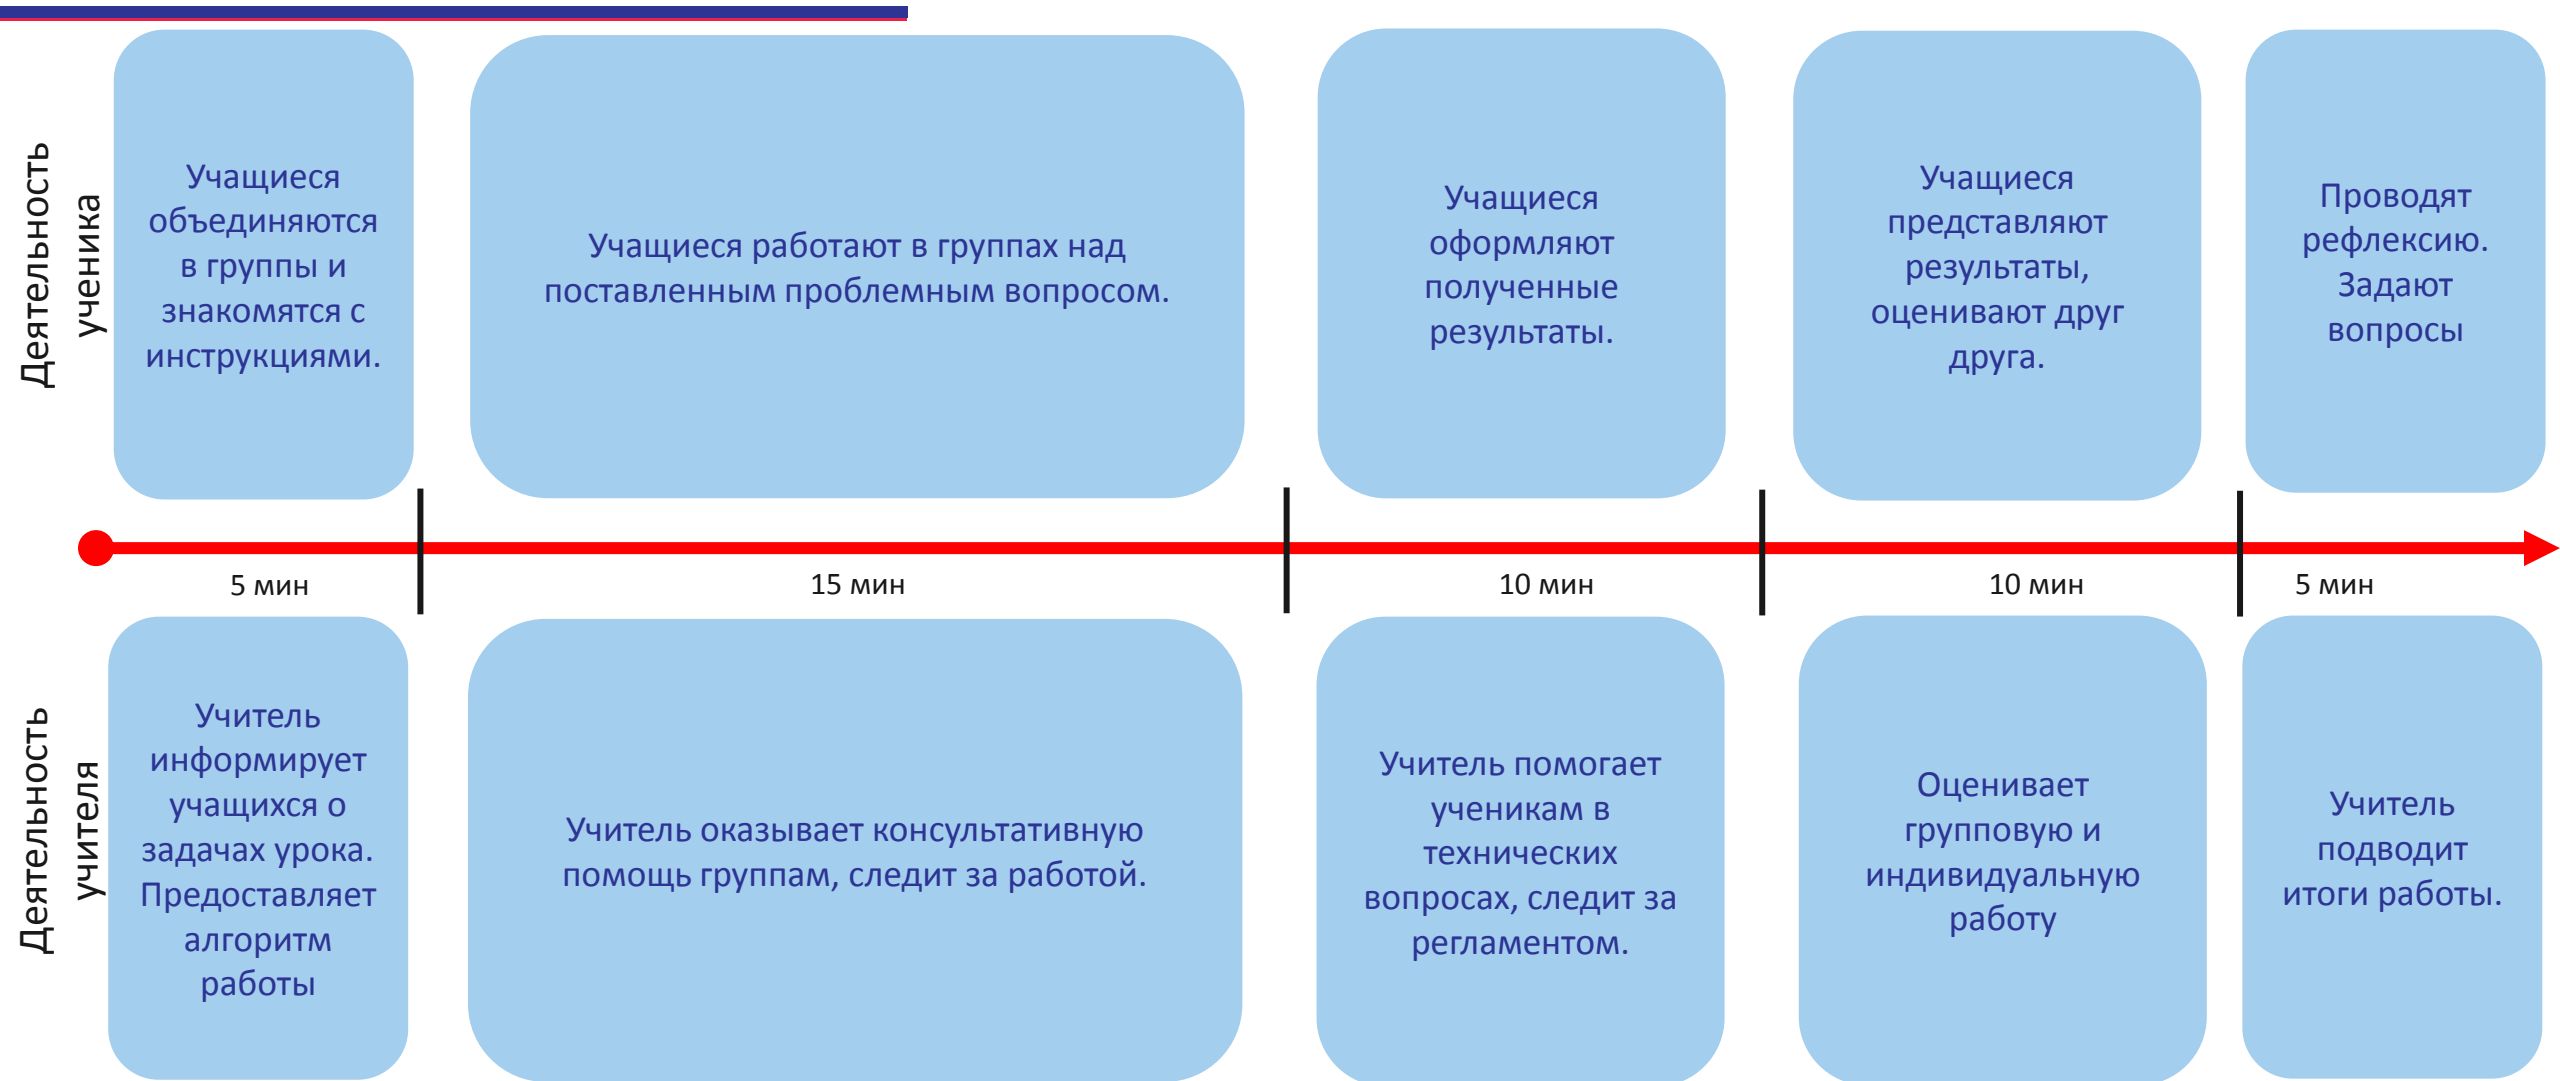 Деятельность
ученика
Учащиеся
объединяются
в группы и
знакомятся с
инструкциями.
Учащиеся работают в группах над
поставленным проблемным вопросом.
Учащиеся
оформляют
полученные
результаты.
Учащиеся
представляют
результаты,
оценивают друг
друга.
Проводят
рефлексию.
Задают
вопросы
5 мин
15 мин
10 мин
10 мин
5 мин
Деятельность
учителя
Учитель
информирует
учащихся о
задачах урока.
Предоставляет
алгоритм
работы
Учитель оказывает консультативную
помощь группам, следит за работой.
Учитель помогает
ученикам в
технических
вопросах, следит за
регламентом.
Оценивает
групповую и
индивидуальную
работу
Учитель
подводит
итоги работы.